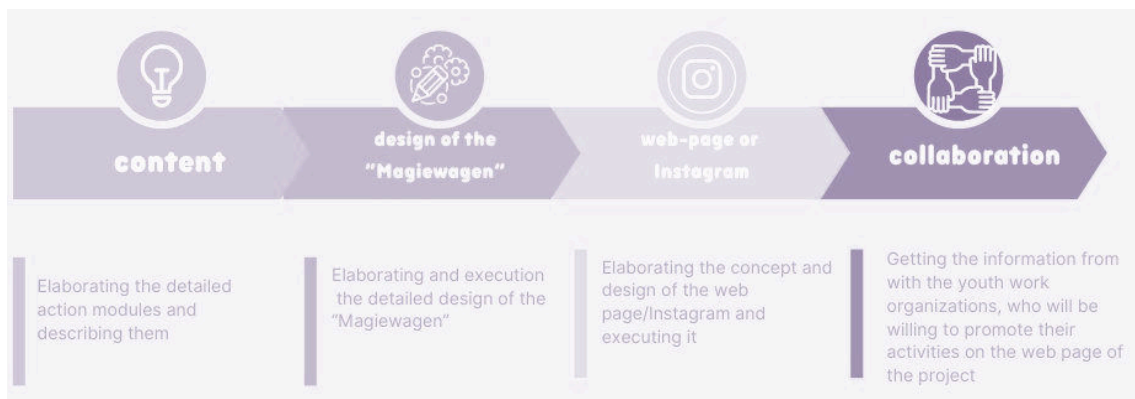 content
design of the
"Magiewagen"
web-page or
Instagram
collaboration
Elaborating the detailed
action modules and
describing them
Elaborating and execution
the detailed design of the
"Magiewagen"
Elaborating the concept and
design of the web
page/Instagram and
executing it
Getting the information from
with the youth work
organizations, who will be
willing to promote their
activities on the web page of
the project